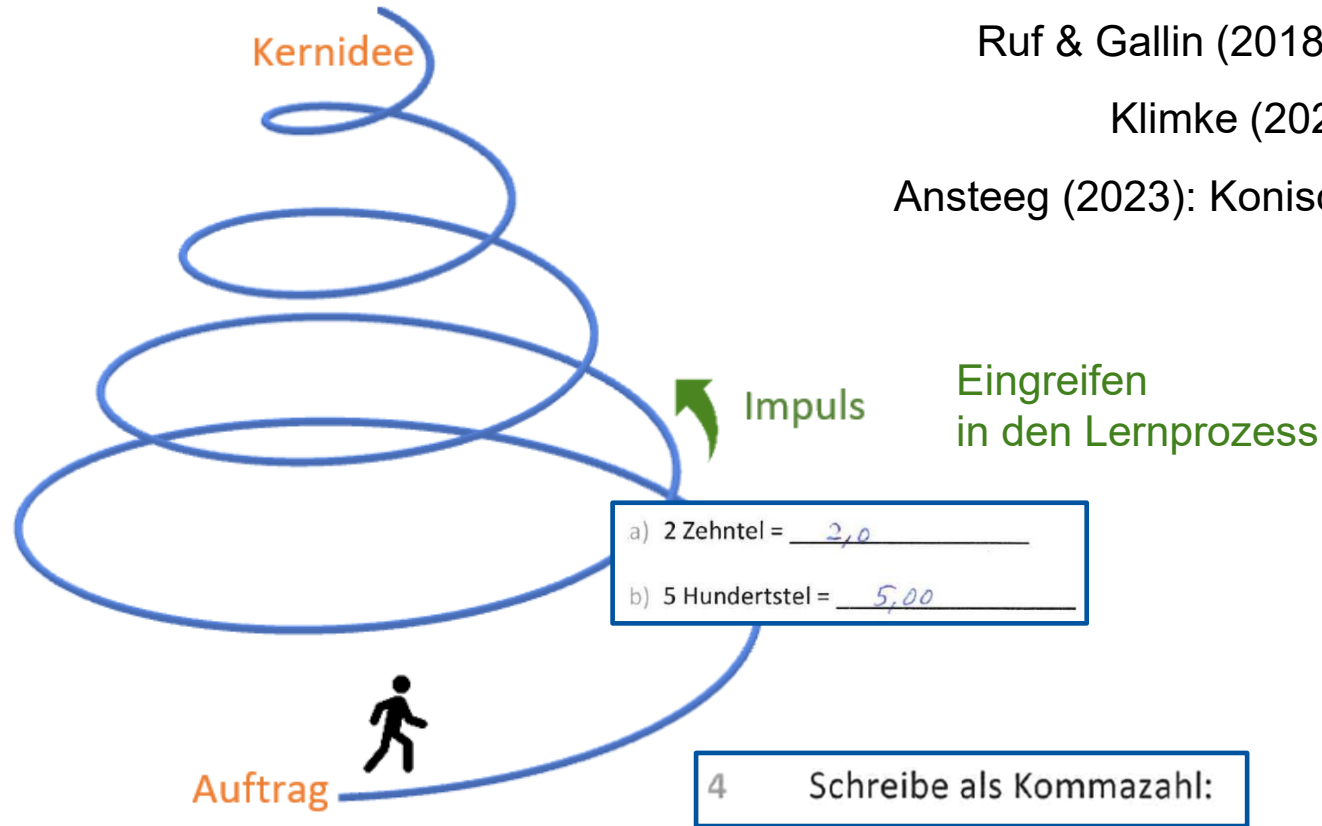 Kernidee
Ruf & Gallin (2018
Klimke (202
Ansteeg (2023): Konisc
Impuls
Eingreifen
in den Lernprozess
a) 2 Zehntel = 2,0
b) 5 Hundertstel = 5,00
Auftrag
4 Schreibe als Kommazahl: